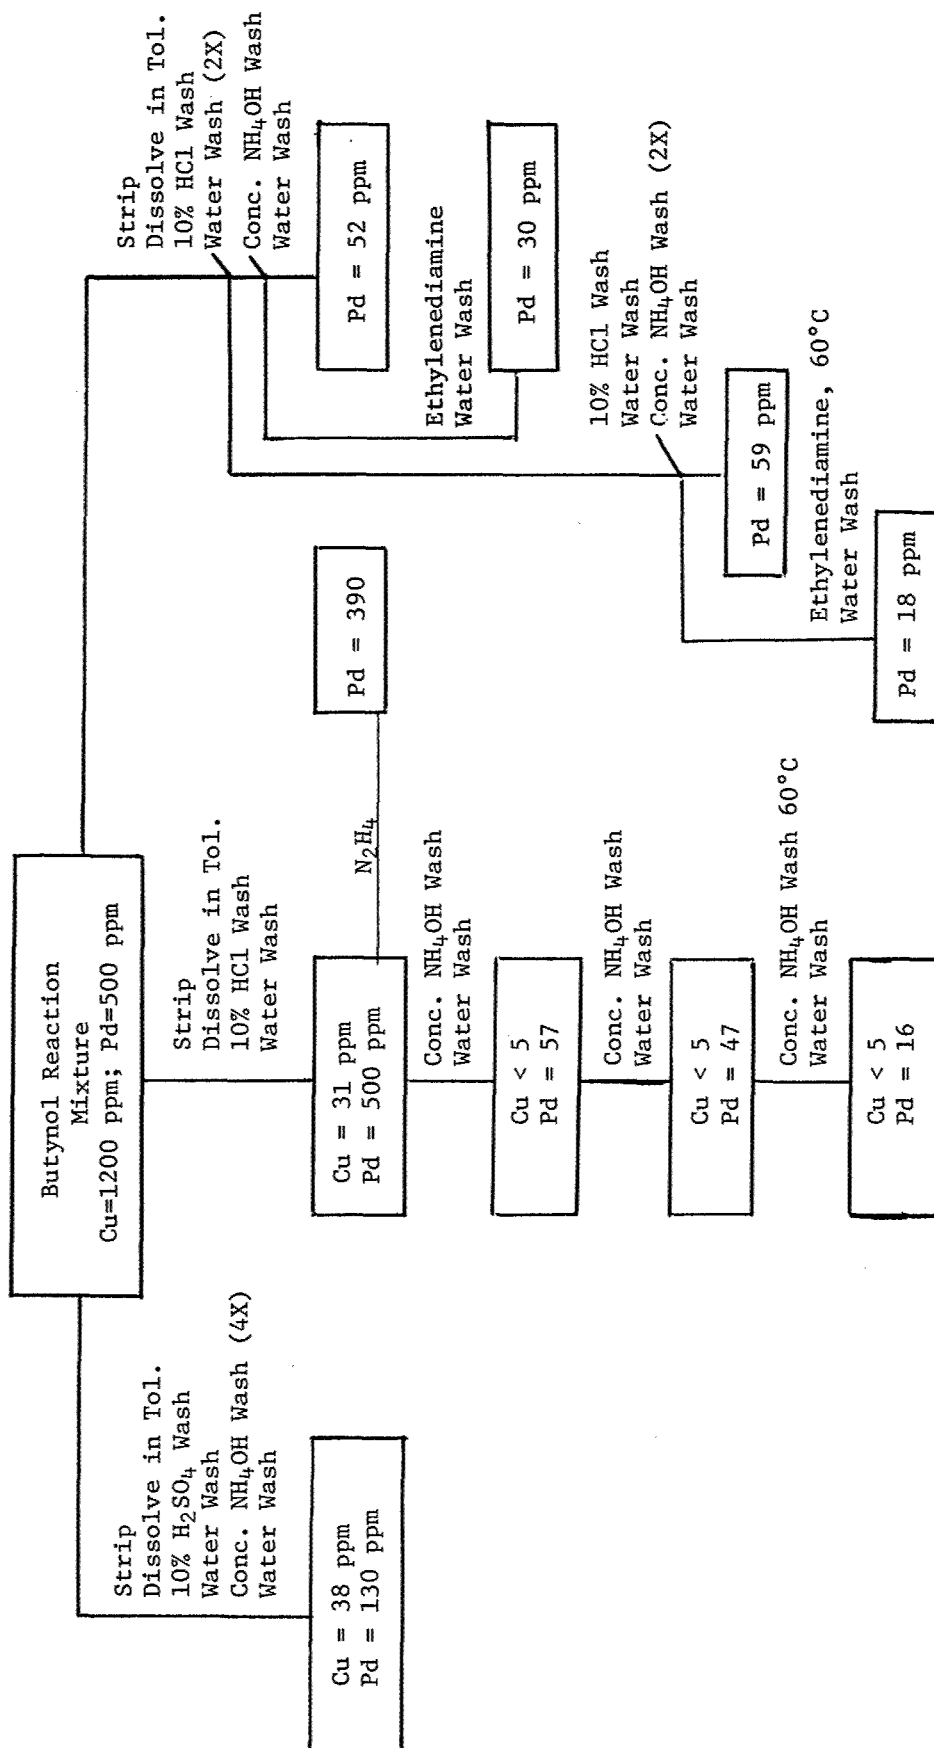 Butynol Reaction
Mixture
Cu=1200 ppm; Pd=500 ppm
Strip
Dissolve in Tol.
10% H₂SO₄ Wash
Water Wash
Conc. NH₄OH Wash (4X)
Water Wash
Cu = 38 ppm
Pd = 130 ppm
Strip
Dissolve in Tol.
10% HCl Wash
Water Wash
Cu = 31 ppm
Pd = 500 ppm
N₂H₄
Pd = 390
Conc. NH₄OH Wash
Water Wash
Cu < 5
Pd = 57
Conc. NH₄OH Wash
Water Wash
Cu < 5
Pd = 47
Conc. NH₄OH Wash 60°C
Water Wash
Cu < 5
Pd = 16
Strip
Dissolve in Tol.
10% HCl Wash
Water Wash (2X)
Conc. NH₄OH Wash
Water Wash
Pd = 52 ppm
Ethylenediamine
Water Wash
Pd = 30 ppm
10% HCl Wash
Water Wash
Conc. NH₄OH Wash (2X)
Water Wash
Pd = 59 ppm
Ethylenediamine, 60°C
Water Wash
Pd = 18 ppm